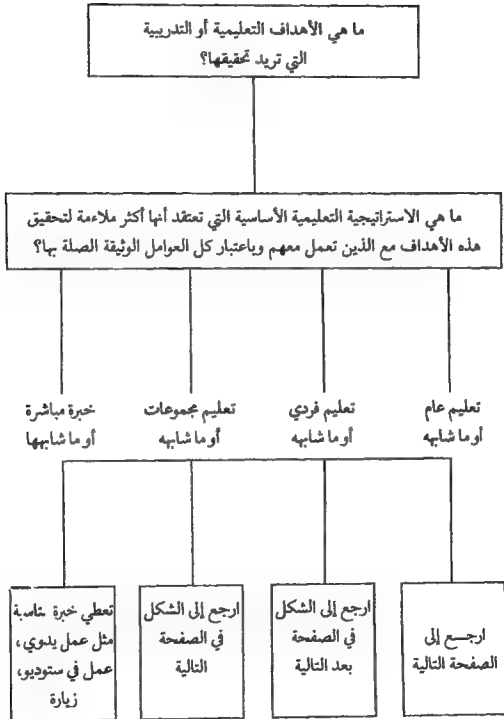 ما هي الأهداف التعليمية أو التدريبية
التي تريد تحقيقها؟
ما هي الاستراتيجية التعليمية الأساسية التي تعتقد أنها أكثر ملاءمة لتحقيق
هذه الأهداف مع الذين تعمل معهم وباعتبار كل العوامل الوثيقة الصلة بها؟
تعليم عام
أو ما شابه
تعليم فردي
أو ما شابهه
تعليم مجموعات
أو ما شابهه
خبرة مباشرة
أو ما شابهها
ارجع إلى
الصفحة التالية
ارجع إلى الشكل
في الصفحة
بعد التالية
ارجع إلى الشكل
في الصفحة
التالية
تعطي خبرة مناسبة
مثل عمل يدوي،
عمل في ستوديو،
زيارة